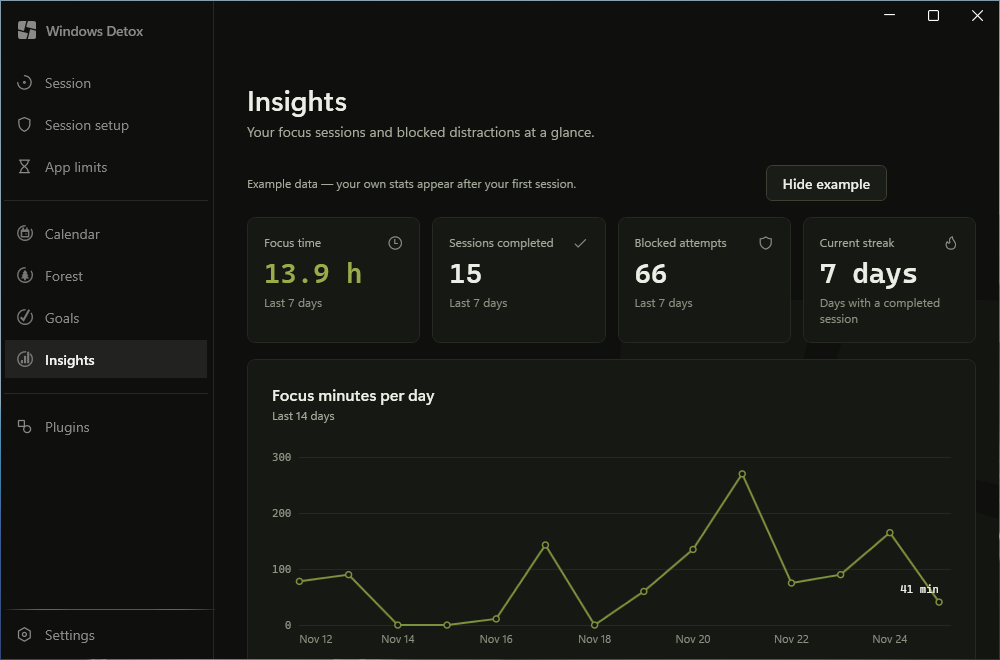 Windows Detox
Session
Session setup
App limits
Calendar
Forest
Goals
Insights
Plugins
Settings
Insights
Your focus sessions and blocked distractions at a glance.
Example data — your own stats appear after your first session.
Hide example
Focus time
13.9 h
Last 7 days
Sessions completed
15
Last 7 days
Blocked attempts
66
Last 7 days
Current streak
7 days
Days with a completed
session
Focus minutes per day
Last 14 days
300
200
100
0
41 min
Nov 12
Nov 14
Nov 16
Nov 18
Nov 20
Nov 22
Nov 24